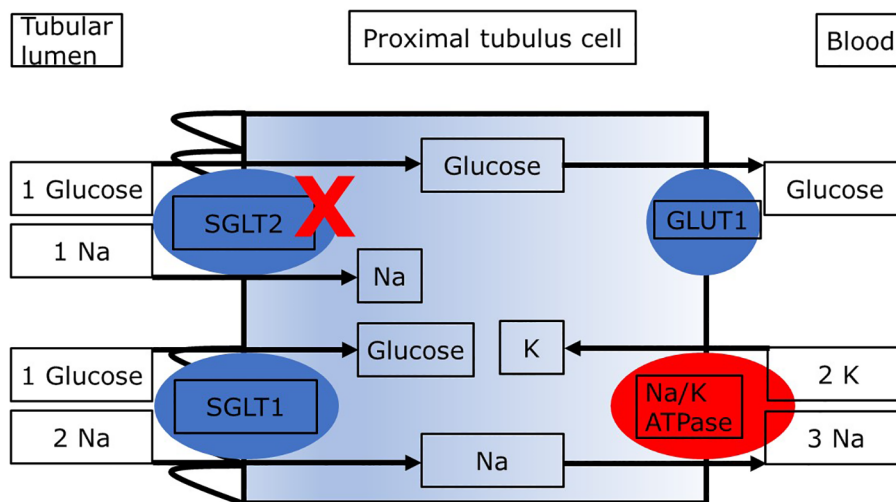 Tubular
lumen
Proximal tubulus cell
Blood
1 Glucose
Glucose
Glucose
SGLT2
X
GLUT1
1 Na
Na
1 Glucose
Glucose
K
2 K
SGLT1
Na/K
ATPase
2 Na
Na
3 Na